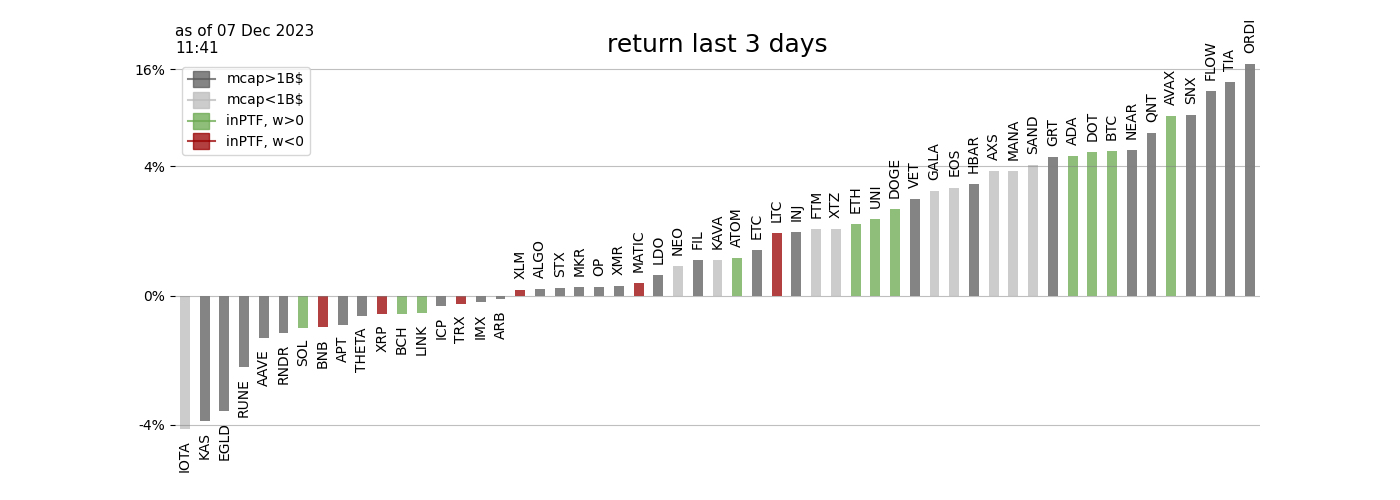 as of 07 Dec 2023
11:41
return last 3 days
16%
4%
0%
-4%
mcap>1B$
mcap<1B$
inPTF, w>0
inPTF, w<0
IOTA
KAS
EGLD
RUNE
AAVE
RNDR
SOL
BNB
APT
THETA
XRP
BCH
LINK
ICP
TRX
IMX
ARB
XLM
ALGO
STX
MKR
OP
XMR
MATIC
LDO
NEO
FIL
KAVA
ATOM
ETC
LTC
INJ
FTM
XTZ
ETH
UNI
DOGE
VET
GALA
EOS
HBAR
AXS
MANA
SAND
GRT
ADA
DOT
BTC
NEAR
QNT
AVAX
SNX
FLOW
TIA
ORDI